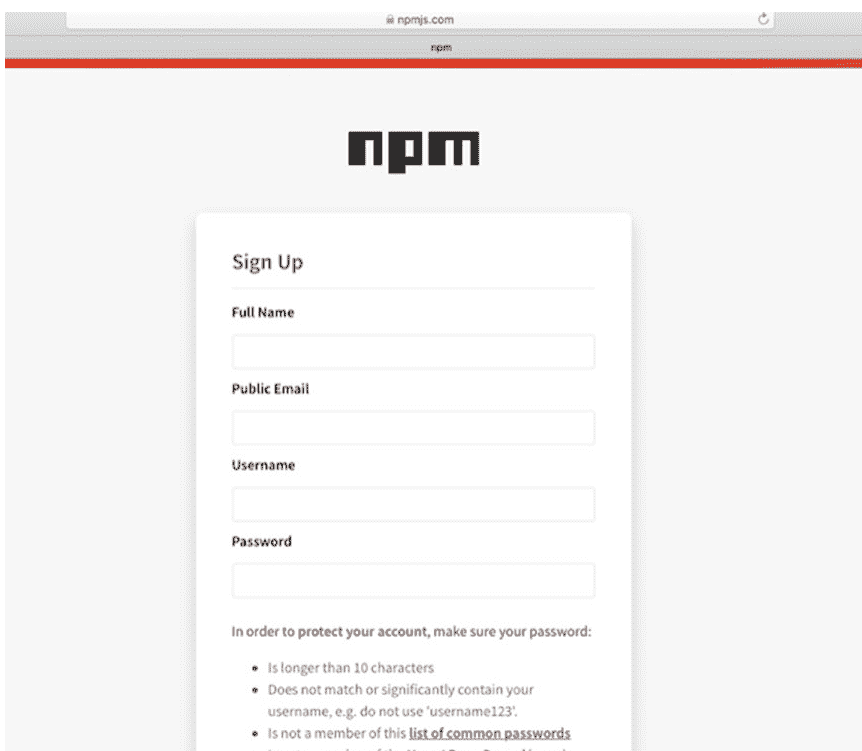 npmjs.com
npm
npm
Sign Up
Full Name
Public Email
Username
Password
In order to protect your account, make sure your password:
Is longer than 10 characters
Does not match or significantly contain your
username, e.g. do not use 'username123'.
Is not a member of this list of common passwords